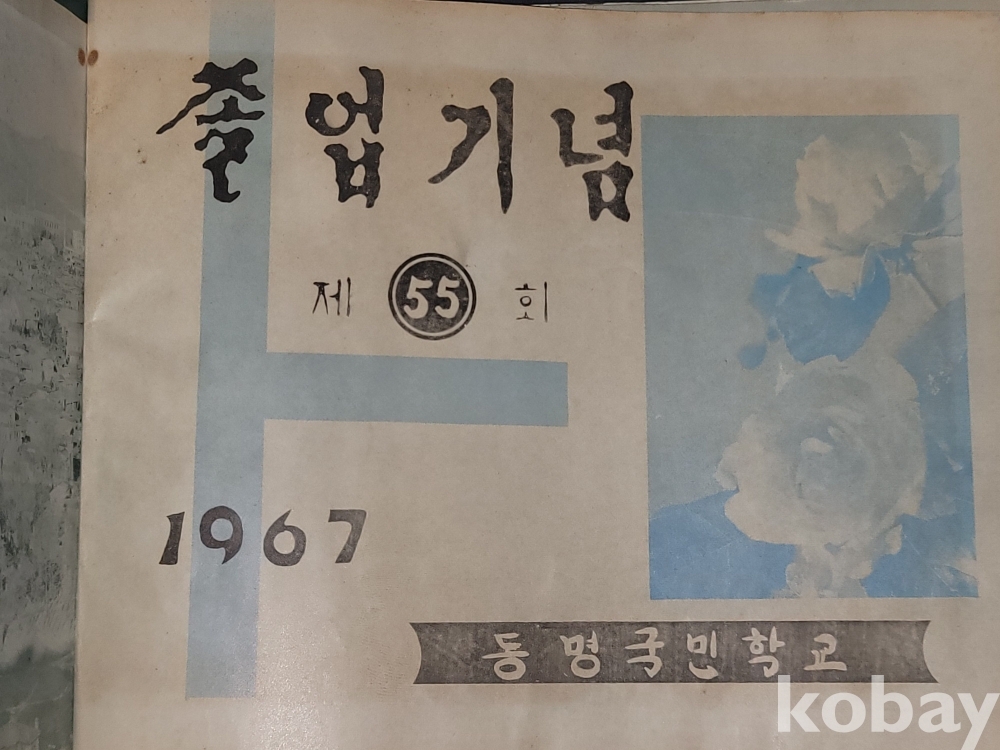 졸업기념
제 55 회
1967
동명국민학교
kobay